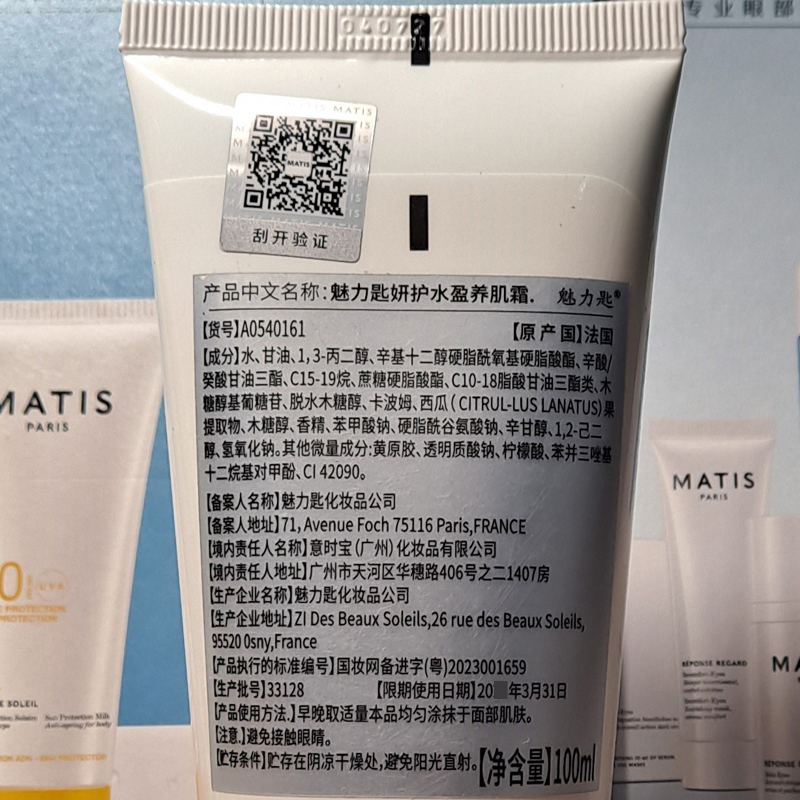 专业眼部
040777
MATIS
刮开验证
产品中文名称:魅力匙妍护水盈养肌霜. 魅力匙®
【货号】A0540161 【原产国】法国
【成分】水、甘油、1,3-丙二醇、辛基十二醇硬脂酰氧基硬脂酸酯、辛酸/
癸酸甘油三酯、C15-19烷、蔗糖硬脂酸酯、C10-18脂酸甘油三酯类、木
糖醇基葡糖苷、脱水木糖醇、卡波姆、西瓜(CITRUL-LUS LANATUS)果
提取物、木糖醇、香精、苯甲酸钠、硬脂酰谷氨酸钠、辛甘醇、1,2-己二
醇、氢氧化钠。其他微量成分:黄原胶、透明质酸钠、柠檬酸、苯并三唑基
十二烷基对甲酚、CI 42090。
【备案人名称】魅力匙化妆品公司
【备案人地址】71, Avenue Foch 75116 Paris,FRANCE
【境内责任人名称】意时宝(广州)化妆品有限公司
【境内责任人地址】广州市天河区华穗路406号之二1407房
【生产企业名称】魅力匙化妆品公司
【生产企业地址】ZI Des Beaux Soleils,26 rue des Beaux Soleils,
95520 Osny,France
【产品执行的标准编号】国妆网备进字(粤)2023001659
【生产批号】33128 【限期使用日期】20 年3月31日
【产品使用方法.】早晚取适量本品均匀涂抹于面部肌肤。
【注意.】避免接触眼睛。
【贮存条件】贮存在阴凉干燥处,避免阳光直射。【净含量】100ml
MATIS
PARIS
0 UVA
PROTECTION
PROTECTION
SOLEIL
Sun Protection Milk
Anti-ageing for body
MATIS
PARIS
RÉPONSE REGARD
MA